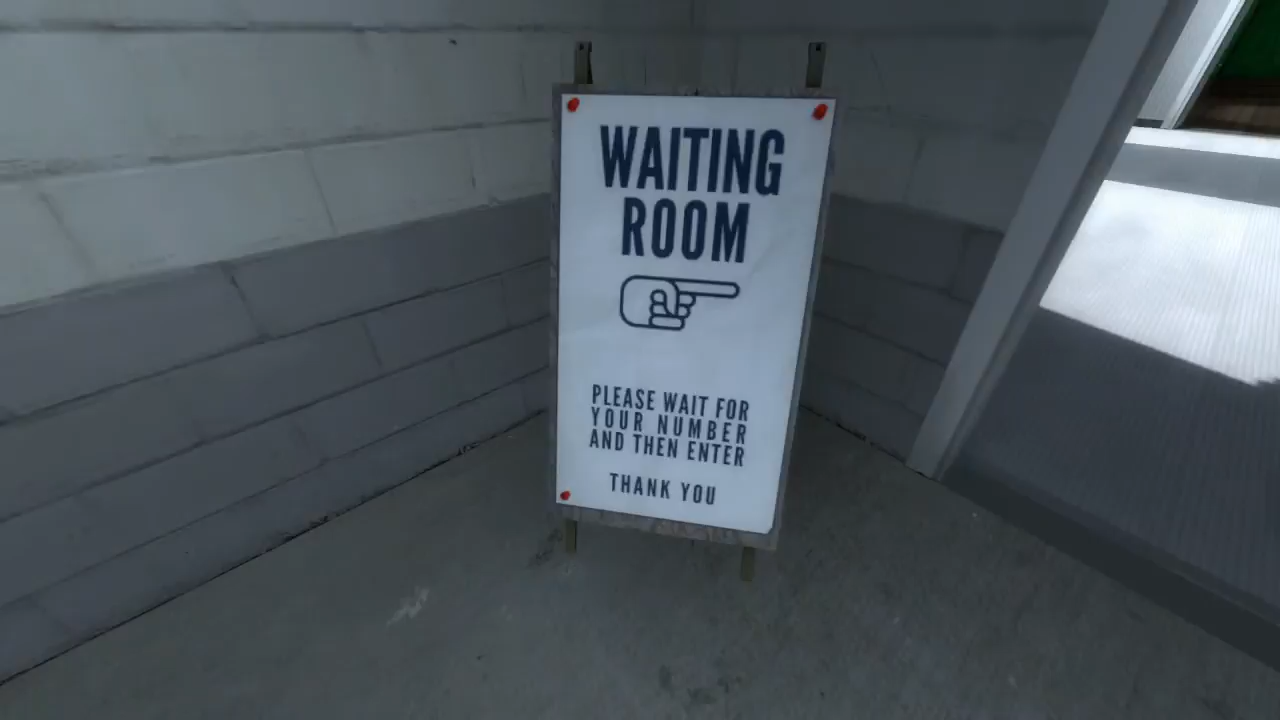 WAITING
ROOM
PLEASE WAIT FOR
YOUR NUMBER
AND THEN ENTER
THANK YOU